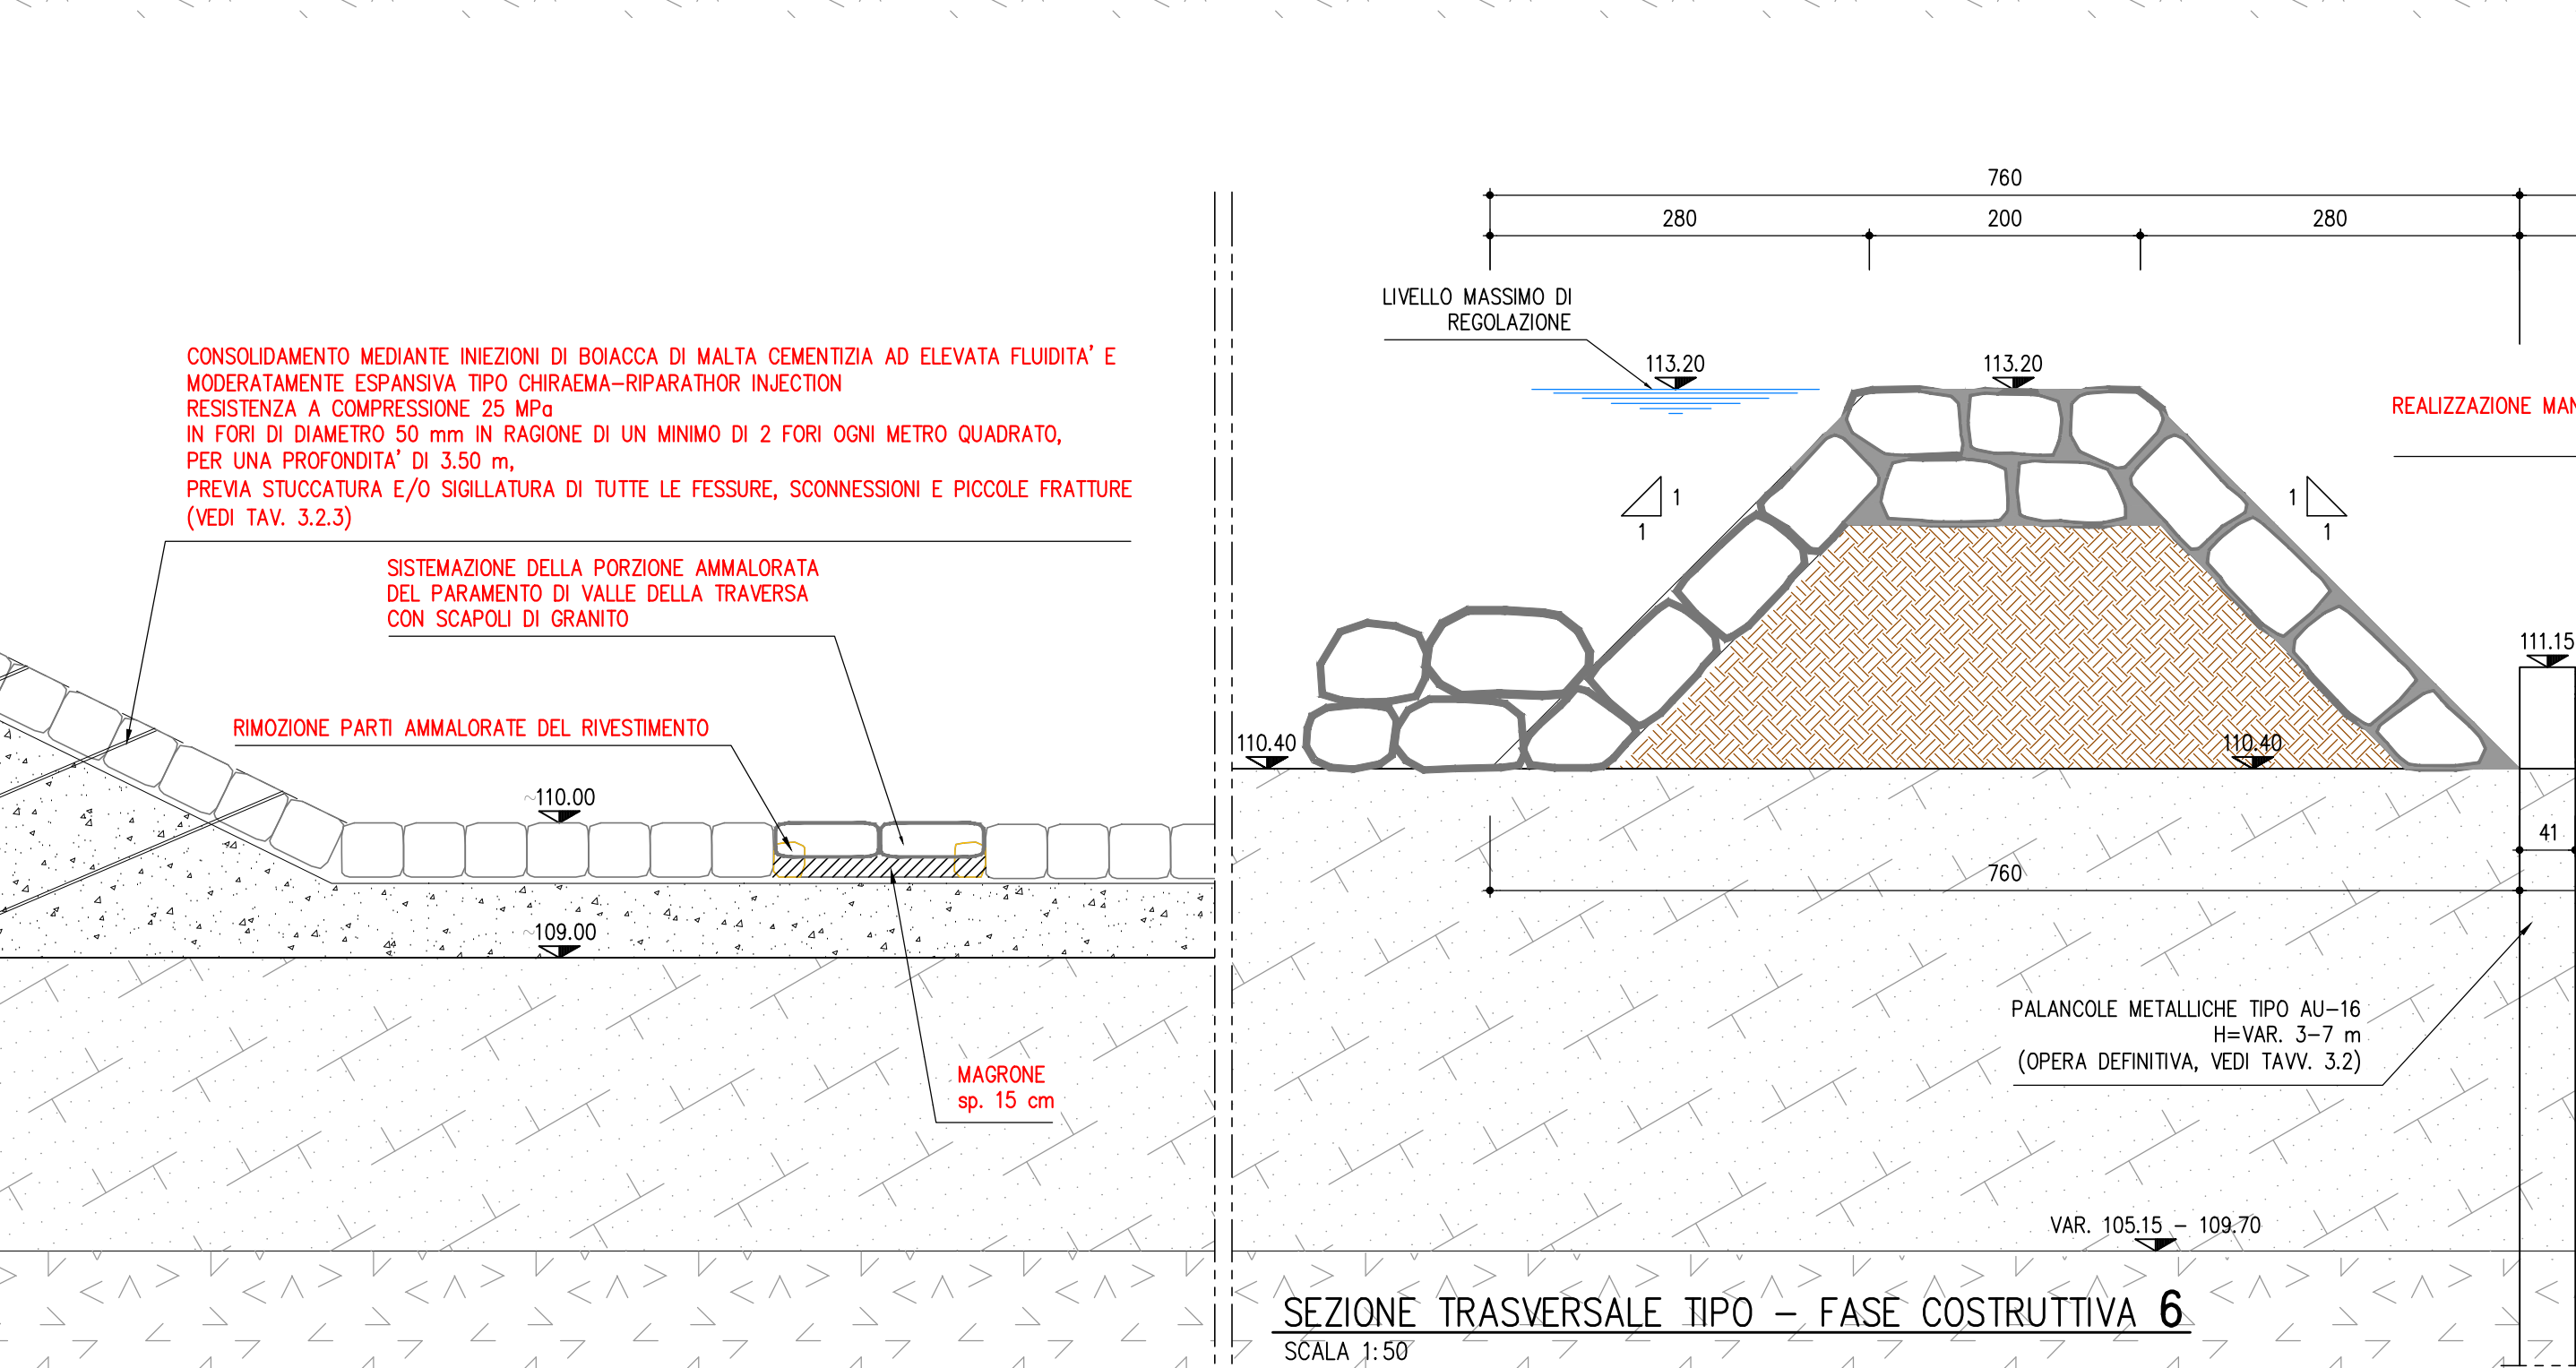 CONSOLIDAMENTO MEDIANTE INIEZIONI DI BOIACCA DI MALTA CEMENTIZIA AD ELEVATA FLUIDITA' E
MODERATAMENTE ESPANSIVA TIPO CHIRAEMA-RIPARATHOR INJECTION
RESISTENZA A COMPRESSIONE 25 MPa
IN FORI DI DIAMETRO 50 mm IN RAGIONE DI UN MINIMO DI 2 FORI OGNI METRO QUADRATO,
PER UNA PROFONDITA' DI 3.50 m,
PREVIA STUCCATURA E/O SIGILLATURA DI TUTTE LE FESSURE, SCONNESSIONI E PICCOLE FRATTURE
(VEDI TAV. 3.2.3)
SISTEMAZIONE DELLA PORZIONE AMMALORATA
DEL PARAMENTO DI VALLE DELLA TRAVERSA
CON SCAPOLI DI GRANITO
RIMOZIONE PARTI AMMALORATE DEL RIVESTIMENTO
~110.00
~109.00
MAGRONE
sp. 15 cm
760
280 200 280
LIVELLO MASSIMO DI
REGOLAZIONE
113.20
113.20
REALIZZAZIONE MAN
1
1
1
1
111.15
110.40
110.40
41
760
PALANCOLE METALLICHE TIPO AU-16
H=VAR. 3-7 m
(OPERA DEFINITIVA, VEDI TAVV. 3.2)
VAR. 105.15 - 109.70
SEZIONE TRASVERSALE TIPO - FASE COSTRUTTIVA 6
SCALA 1:50